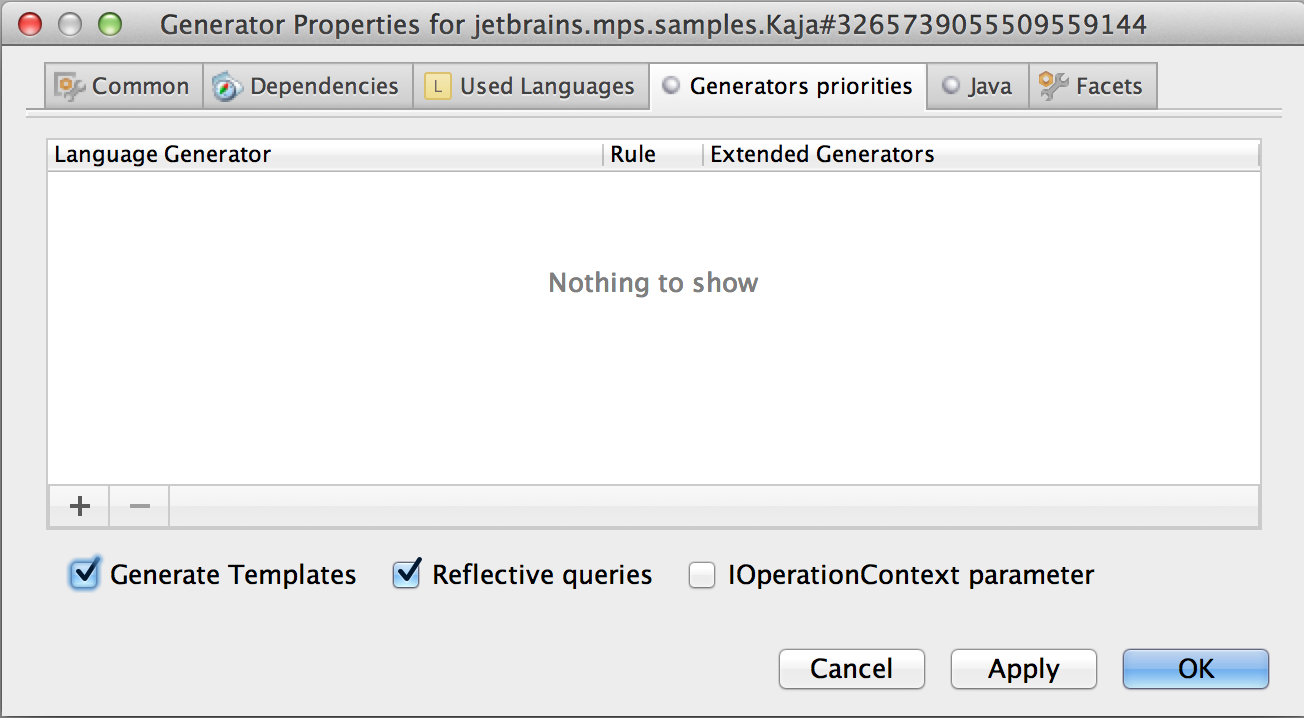 Generator Properties for jetbrains.mps.samples.Kaja#3265739055509559144
Common Dependencies L Used Languages Generators priorities Java Facets
Language Generator Rule Extended Generators
Nothing to show
Generate Templates Reflective queries IOperationContext parameter
Cancel Apply OK